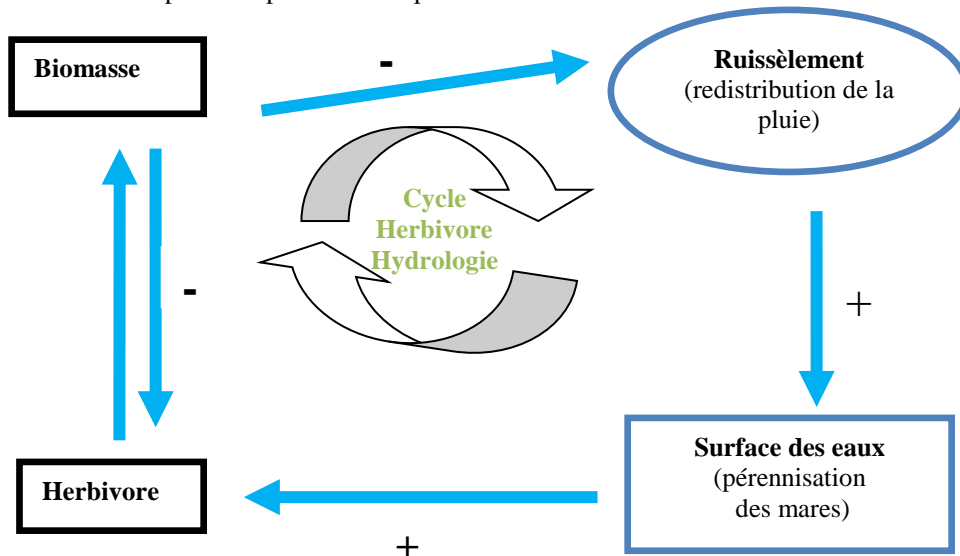 Biomasse
-
Ruissèlement
(redistribution de la
pluie)
Cycle
Herbivore
Hydrologie
-
+
Herbivore
+
Surface des eaux
(pérennisation
des mares)